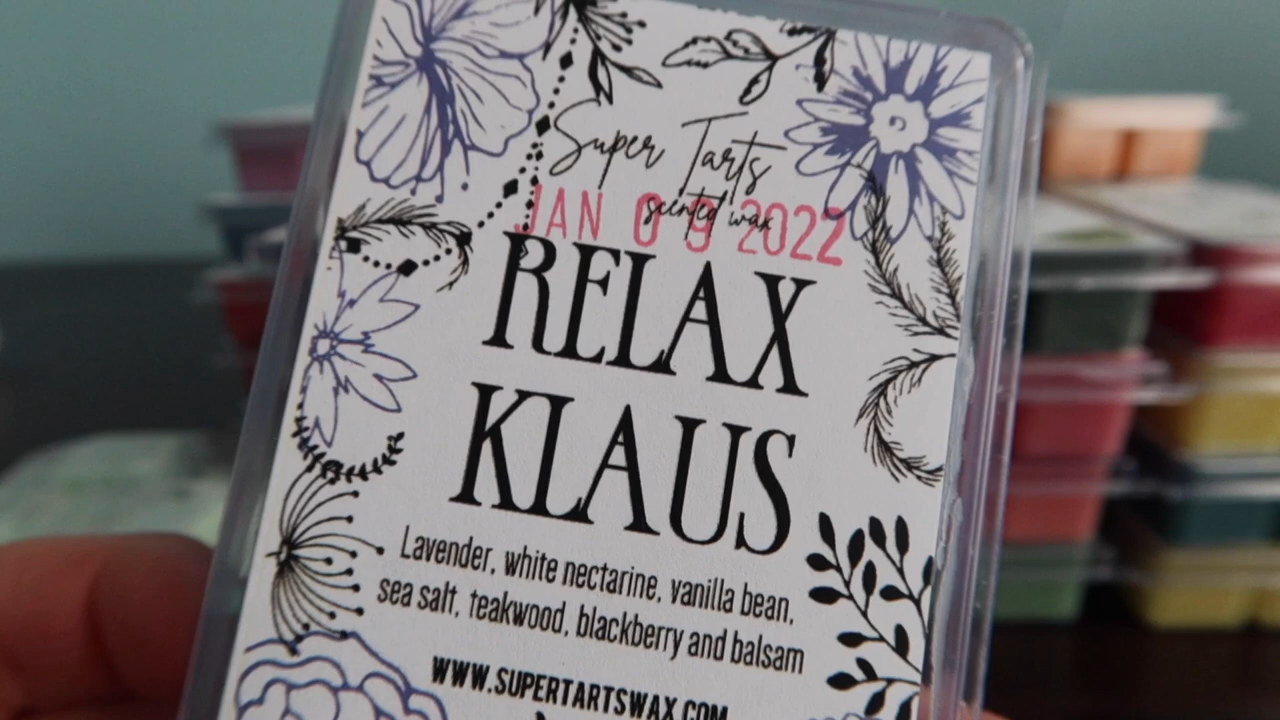 Super Tarts
scented wax
JAN 09 2022
RELAX
KLAUS
Lavender, white nectarine, vanilla bean,
sea salt, teakwood, blackberry and balsam
WWW.SUPERTARTSWAX.COM